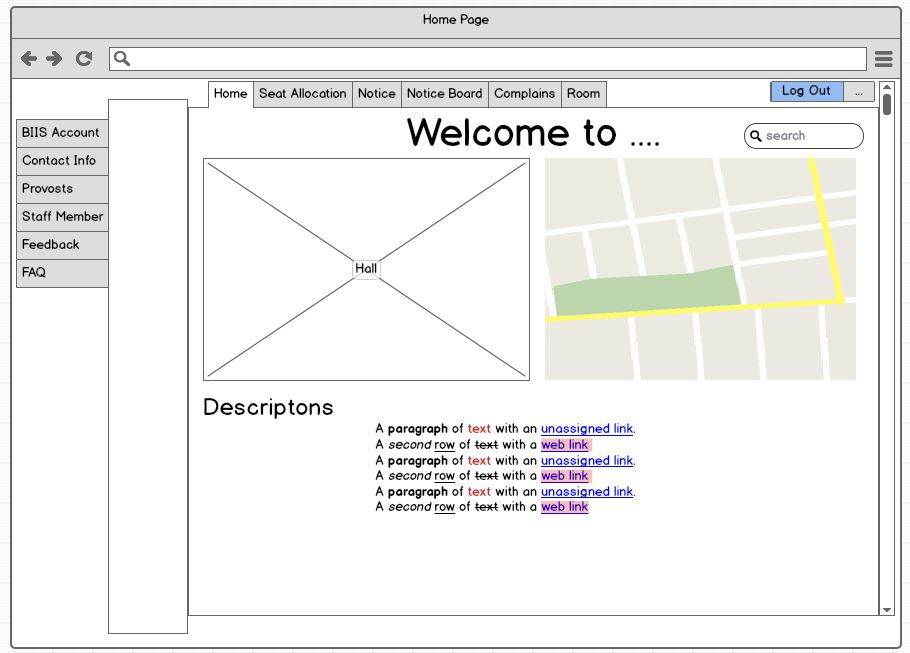 Home Page
Home Seat Allocation Notice Notice Board Complains Room
Log Out ...
Welcome to ....
search
BIIS Account
Contact Info
Provosts
Staff Member
Feedback
FAQ
Hall
Descriptons
A paragraph of text with an unassigned link.
A second row of text with a web link
A paragraph of text with an unassigned link.
A second row of text with a web link
A paragraph of text with an unassigned link.
A second row of text with a web link